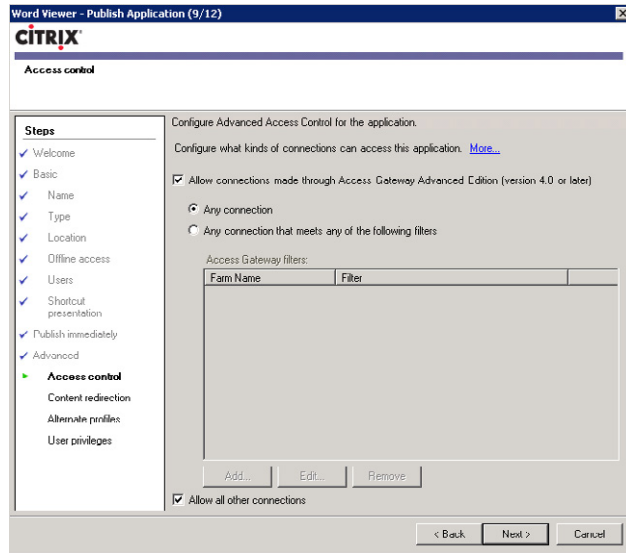 Word Viewer - Publish Application (9/12)
CITRIX
Access control
Steps
Welcome
Basic
Name
Type
Location
Offline access
Users
Shortcut
presentation
Publish immediately
Advanced
Access control
Content redirection
Alternate profiles
User privileges
Configure Advanced Access Control for the application.
Configure what kinds of connections can access this application. More...
Allow connections made through Access Gateway Advanced Edition (version 4.0 or later)
Any connection
Any connection that meets any of the following filters
Access Gateway filters:
Farm Name Filter
Add... Edit... Remove
Allow all other connections
< Back Next > Cancel